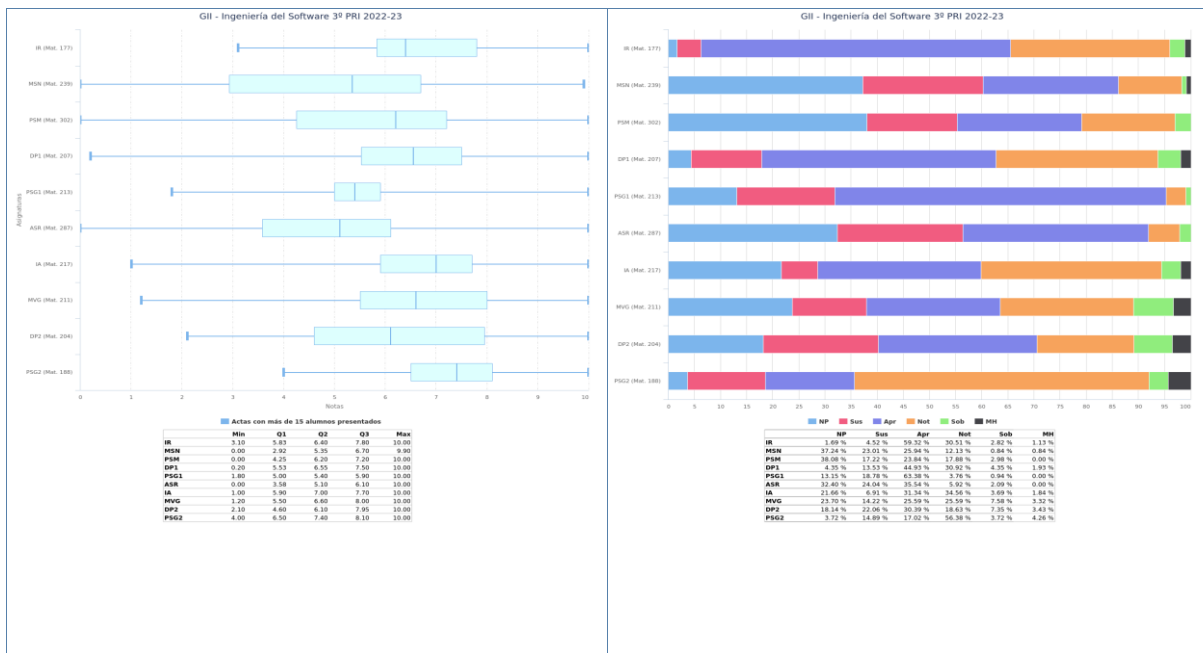 GII - Ingeniería del Software 3º PRI 2022-23
IR (Mat. 177)
MSN (Mat. 239)
PSM (Mat. 302)
DP1 (Mat. 207)
PSG1 (Mat. 213)
ASR (Mat. 287)
IA (Mat. 217)
MVG (Mat. 211)
DP2 (Mat. 204)
PSG2 (Mat. 188)
Asignaturas
0 1 2 3 4 5 6 7 8 9 10
Notas
Actas con más de 15 alumnos presentados
Min Q1 Q2 Q3 Max
IR 3.10 5.83 6.40 7.80 10.00
MSN 0.00 2.92 5.35 6.70 9.90
PSM 0.00 4.25 6.20 7.20 10.00
DP1 0.20 5.53 6.55 7.50 10.00
PSG1 1.80 5.00 5.40 5.90 10.00
ASR 0.00 3.58 5.10 6.10 10.00
IA 1.00 5.90 7.00 7.70 10.00
MVG 1.20 5.50 6.60 8.00 10.00
DP2 2.10 4.60 6.10 7.95 10.00
PSG2 4.00 6.50 7.40 8.10 10.00
GII - Ingeniería del Software 3º PRI 2022-23
IR (Mat. 177)
MSN (Mat. 239)
PSM (Mat. 302)
DP1 (Mat. 207)
PSG1 (Mat. 213)
ASR (Mat. 287)
IA (Mat. 217)
MVG (Mat. 211)
DP2 (Mat. 204)
PSG2 (Mat. 188)
0 5 10 15 20 25 30 35 40 45 50 55 60 65 70 75 80 85 90 95 100
NP Sus Apr Not Sob MH
NP Sus Apr Not Sob MH
IR 1.69 % 4.52 % 59.32 % 30.51 % 2.82 % 1.13 %
MSN 37.24 % 23.01 % 25.94 % 12.13 % 0.84 % 0.84 %
PSM 38.08 % 17.22 % 23.84 % 17.88 % 2.98 % 0.00 %
DP1 4.35 % 13.53 % 44.93 % 30.92 % 4.35 % 1.93 %
PSG1 13.15 % 18.78 % 63.38 % 3.76 % 0.94 % 0.00 %
ASR 32.40 % 24.04 % 35.54 % 5.92 % 2.09 % 0.00 %
IA 21.66 % 6.91 % 31.34 % 34.56 % 3.69 % 1.84 %
MVG 23.70 % 14.22 % 25.59 % 25.59 % 7.58 % 3.32 %
DP2 18.14 % 22.06 % 30.39 % 18.63 % 7.35 % 3.43 %
PSG2 3.72 % 14.89 % 17.02 % 56.38 % 3.72 % 4.26 %